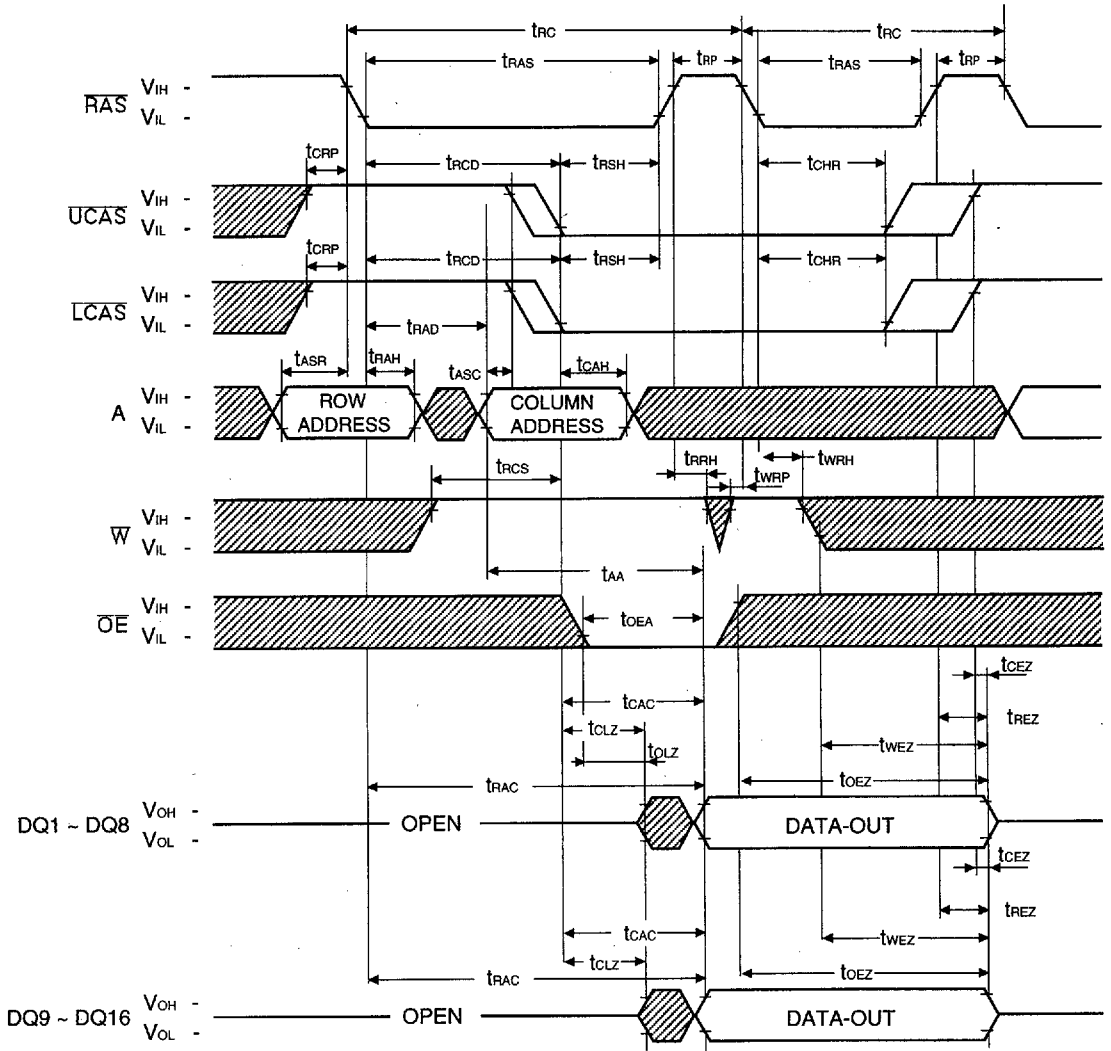 tRC tRC
tRAS tRP tRAS tRP
RAS VIH -
VIL -
tCRP tRCD tRSH tCHR
UCAS VIH -
VIL -
tCRP tRCD tRSH tCHR
LCAS VIH -
VIL -
tRAD
tASR tRAH tASC tCAH
A VIH -
VIL -
ROW ADDRESS
COLUMN ADDRESS
tRCS tRRH tWRP tWRH
W VIH -
VIL -
tAA
OE VIH -
VIL -
tOEA
tCEZ
tCAC tREZ
tCLZ tWEZ
tOLZ
tRAC tOEZ
DQ1 ~ DQ8 VOH -
VOL -
OPEN DATA-OUT
tCEZ
tREZ
tCAC tWEZ
tCLZ
tRAC tOEZ
DQ9 ~ DQ16 VOH -
VOL -
OPEN DATA-OUT